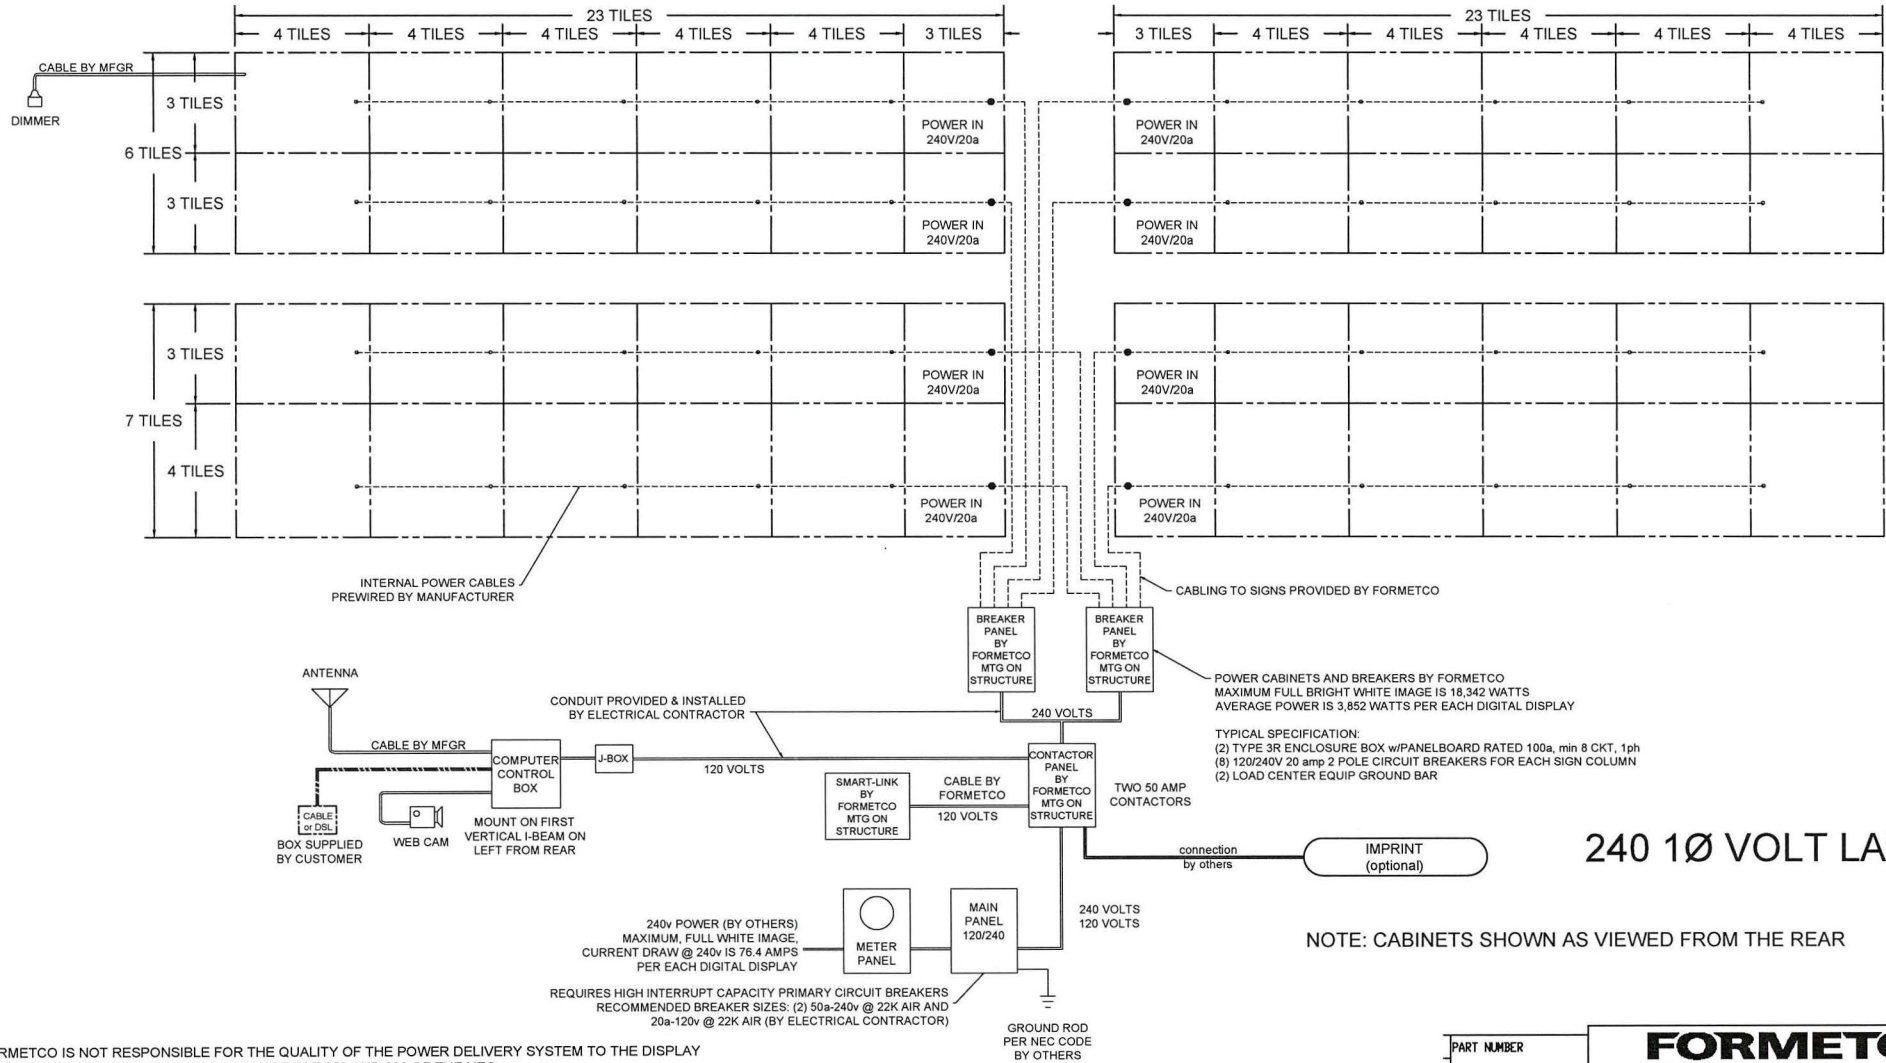 23 TILES
4 TILES 4 TILES 4 TILES 4 TILES 4 TILES 3 TILES
23 TILES
3 TILES 4 TILES 4 TILES 4 TILES 4 TILES 4 TILES
CABLE BY MFGR
DIMMER
3 TILES
6 TILES
3 TILES
POWER IN
240V/20a
POWER IN
240V/20a
POWER IN
240V/20a
POWER IN
240V/20a
3 TILES
7 TILES
4 TILES
POWER IN
240V/20a
POWER IN
240V/20a
POWER IN
240V/20a
POWER IN
240V/20a
INTERNAL POWER CABLES
PREWIRED BY MANUFACTURER
CABLING TO SIGNS PROVIDED BY FORMETCO
BREAKER
PANEL
BY
FORMETCO
MTG ON
STRUCTURE
BREAKER
PANEL
BY
FORMETCO
MTG ON
STRUCTURE
POWER CABINETS AND BREAKERS BY FORMETCO
MAXIMUM FULL BRIGHT WHITE IMAGE IS 18,342 WATTS
AVERAGE POWER IS 3,852 WATTS PER EACH DIGITAL DISPLAY
TYPICAL SPECIFICATION:
(2) TYPE 3R ENCLOSURE BOX w/PANELBOARD RATED 100a, min 8 CKT, 1ph
(8) 120/240V 20 amp 2 POLE CIRCUIT BREAKERS FOR EACH SIGN COLUMN
(2) LOAD CENTER EQUIP GROUND BAR
ANTENNA
CONDUIT PROVIDED & INSTALLED
BY ELECTRICAL CONTRACTOR
240 VOLTS
CABLE BY MFGR
COMPUTER
CONTROL
BOX
J-BOX
120 VOLTS
CONTACTOR
PANEL
BY
FORMETCO
MTG ON
STRUCTURE
TWO 50 AMP
CONTACTORS
SMART-LINK
BY
FORMETCO
MTG ON
STRUCTURE
CABLE BY
FORMETCO
120 VOLTS
CABLE
or DSL
BOX SUPPLIED
BY CUSTOMER
WEB CAM
MOUNT ON FIRST
VERTICAL I-BEAM ON
LEFT FROM REAR
connection
by others
IMPRINT
(optional)
240 1Ø VOLT LA
240v POWER (BY OTHERS)
MAXIMUM, FULL WHITE IMAGE,
CURRENT DRAW @ 240v IS 76.4 AMPS
PER EACH DIGITAL DISPLAY
METER
PANEL
MAIN
PANEL
120/240
240 VOLTS
120 VOLTS
NOTE: CABINETS SHOWN AS VIEWED FROM THE REAR
REQUIRES HIGH INTERRUPT CAPACITY PRIMARY CIRCUIT BREAKERS
RECOMMENDED BREAKER SIZES: (2) 50a-240v @ 22K AIR AND
20a-120v @ 22K AIR (BY ELECTRICAL CONTRACTOR)
GROUND ROD
PER NEC CODE
BY OTHERS
RMETCO IS NOT RESPONSIBLE FOR THE QUALITY OF THE POWER DELIVERY SYSTEM TO THE DISPLAY
PART NUMBER
FORMETC